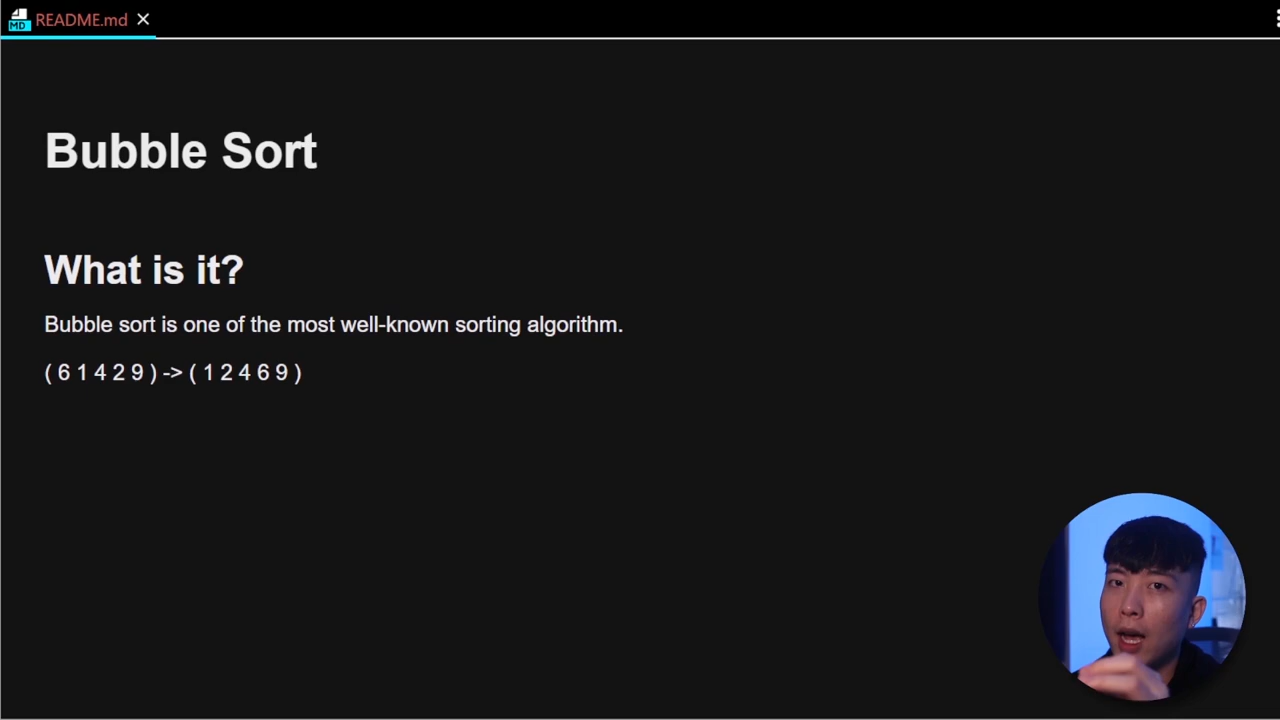 MD README.md
Bubble Sort
What is it?
Bubble sort is one of the most well-known sorting algorithm.
( 6 1 4 2 9 ) -> ( 1 2 4 6 9 )